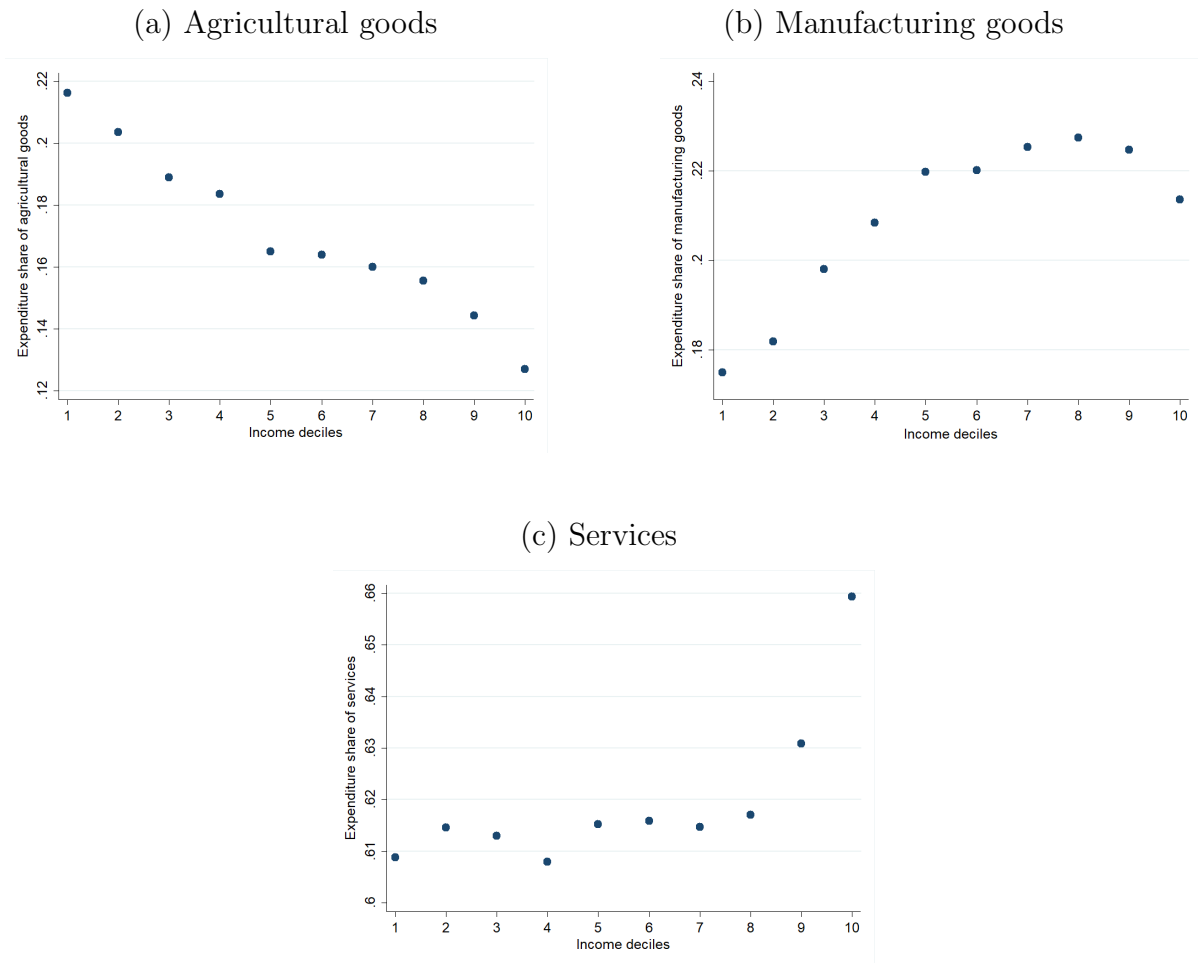 (a) Agricultural goods
Expenditure share of agricultural goods
.22
.2
.18
.16
.14
.12
1 2 3 4 5 6 7 8 9 10
Income deciles
(b) Manufacturing goods
Expenditure share of manufacturing goods
.24
.22
.2
.18
1 2 3 4 5 6 7 8 9 10
Income deciles
(c) Services
Expenditure share of services
.66
.65
.64
.63
.62
.61
.6
1 2 3 4 5 6 7 8 9 10
Income deciles